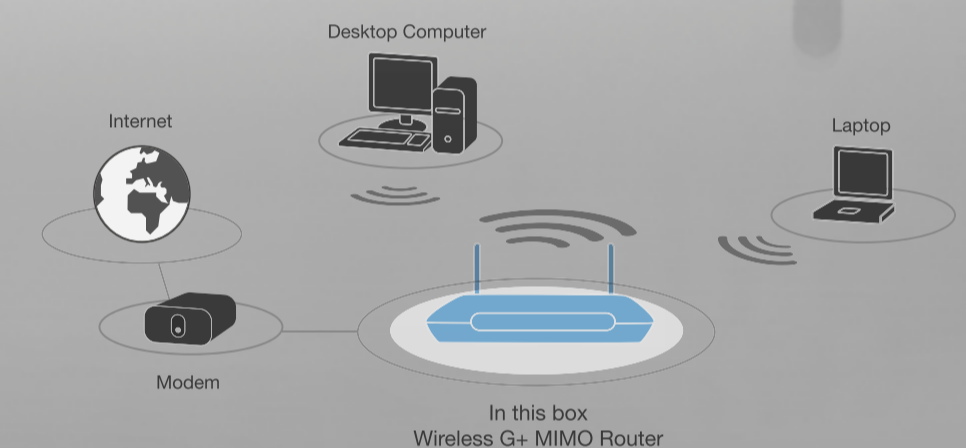 Desktop Computer
Internet
Laptop
Modem
In this box
Wireless G+ MIMO Router